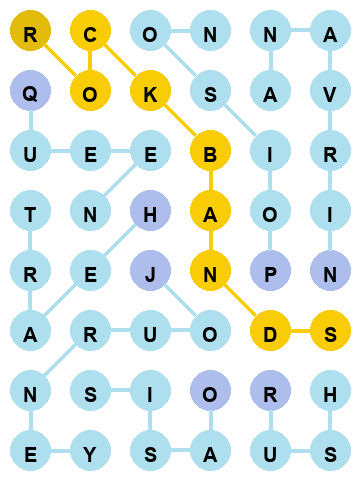 R C O N N A
Q O K S A V
U E E B I R
T N H A O I
R E J N P N
A R U O D S
N S I O R H
E Y S A U S